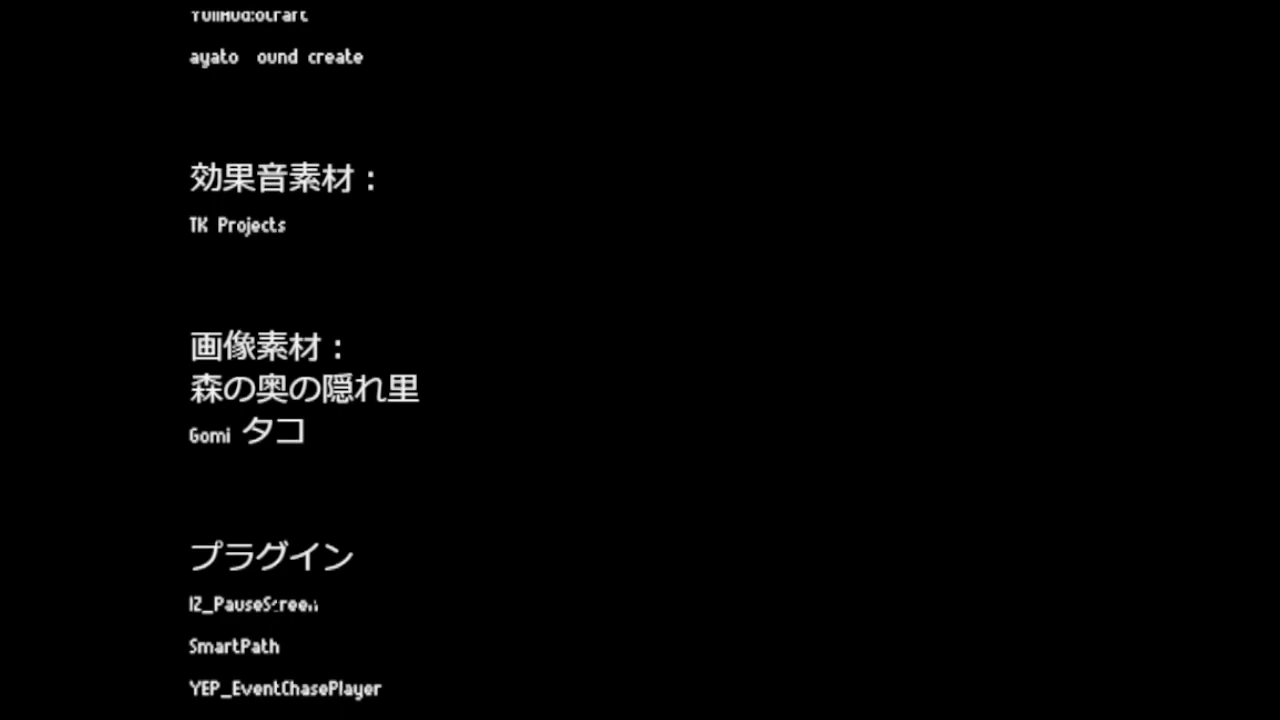 ayato ound create
効果音素材：
TK Projects
画像素材：
森の奥の隠れ里
Gomi タコ
プラグイン
SmartPath
YEP_EventChasePlayer